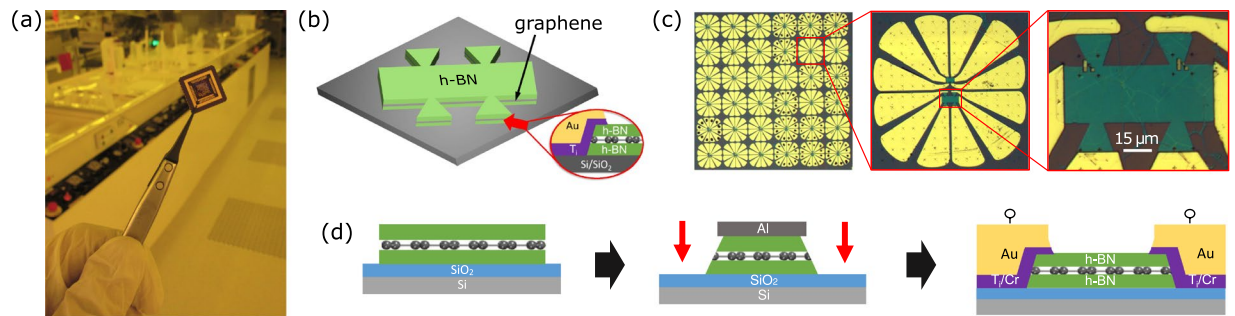 (a)
(b)
graphene
h-BN
Au
h-BN
Ti
h-BN
Si/SiO₂
(c)
15 µm
(d)
SiO₂
Si
Al
SiO₂
Si
Au
h-BN
Au
Ti/Cr
h-BN
Ti/Cr